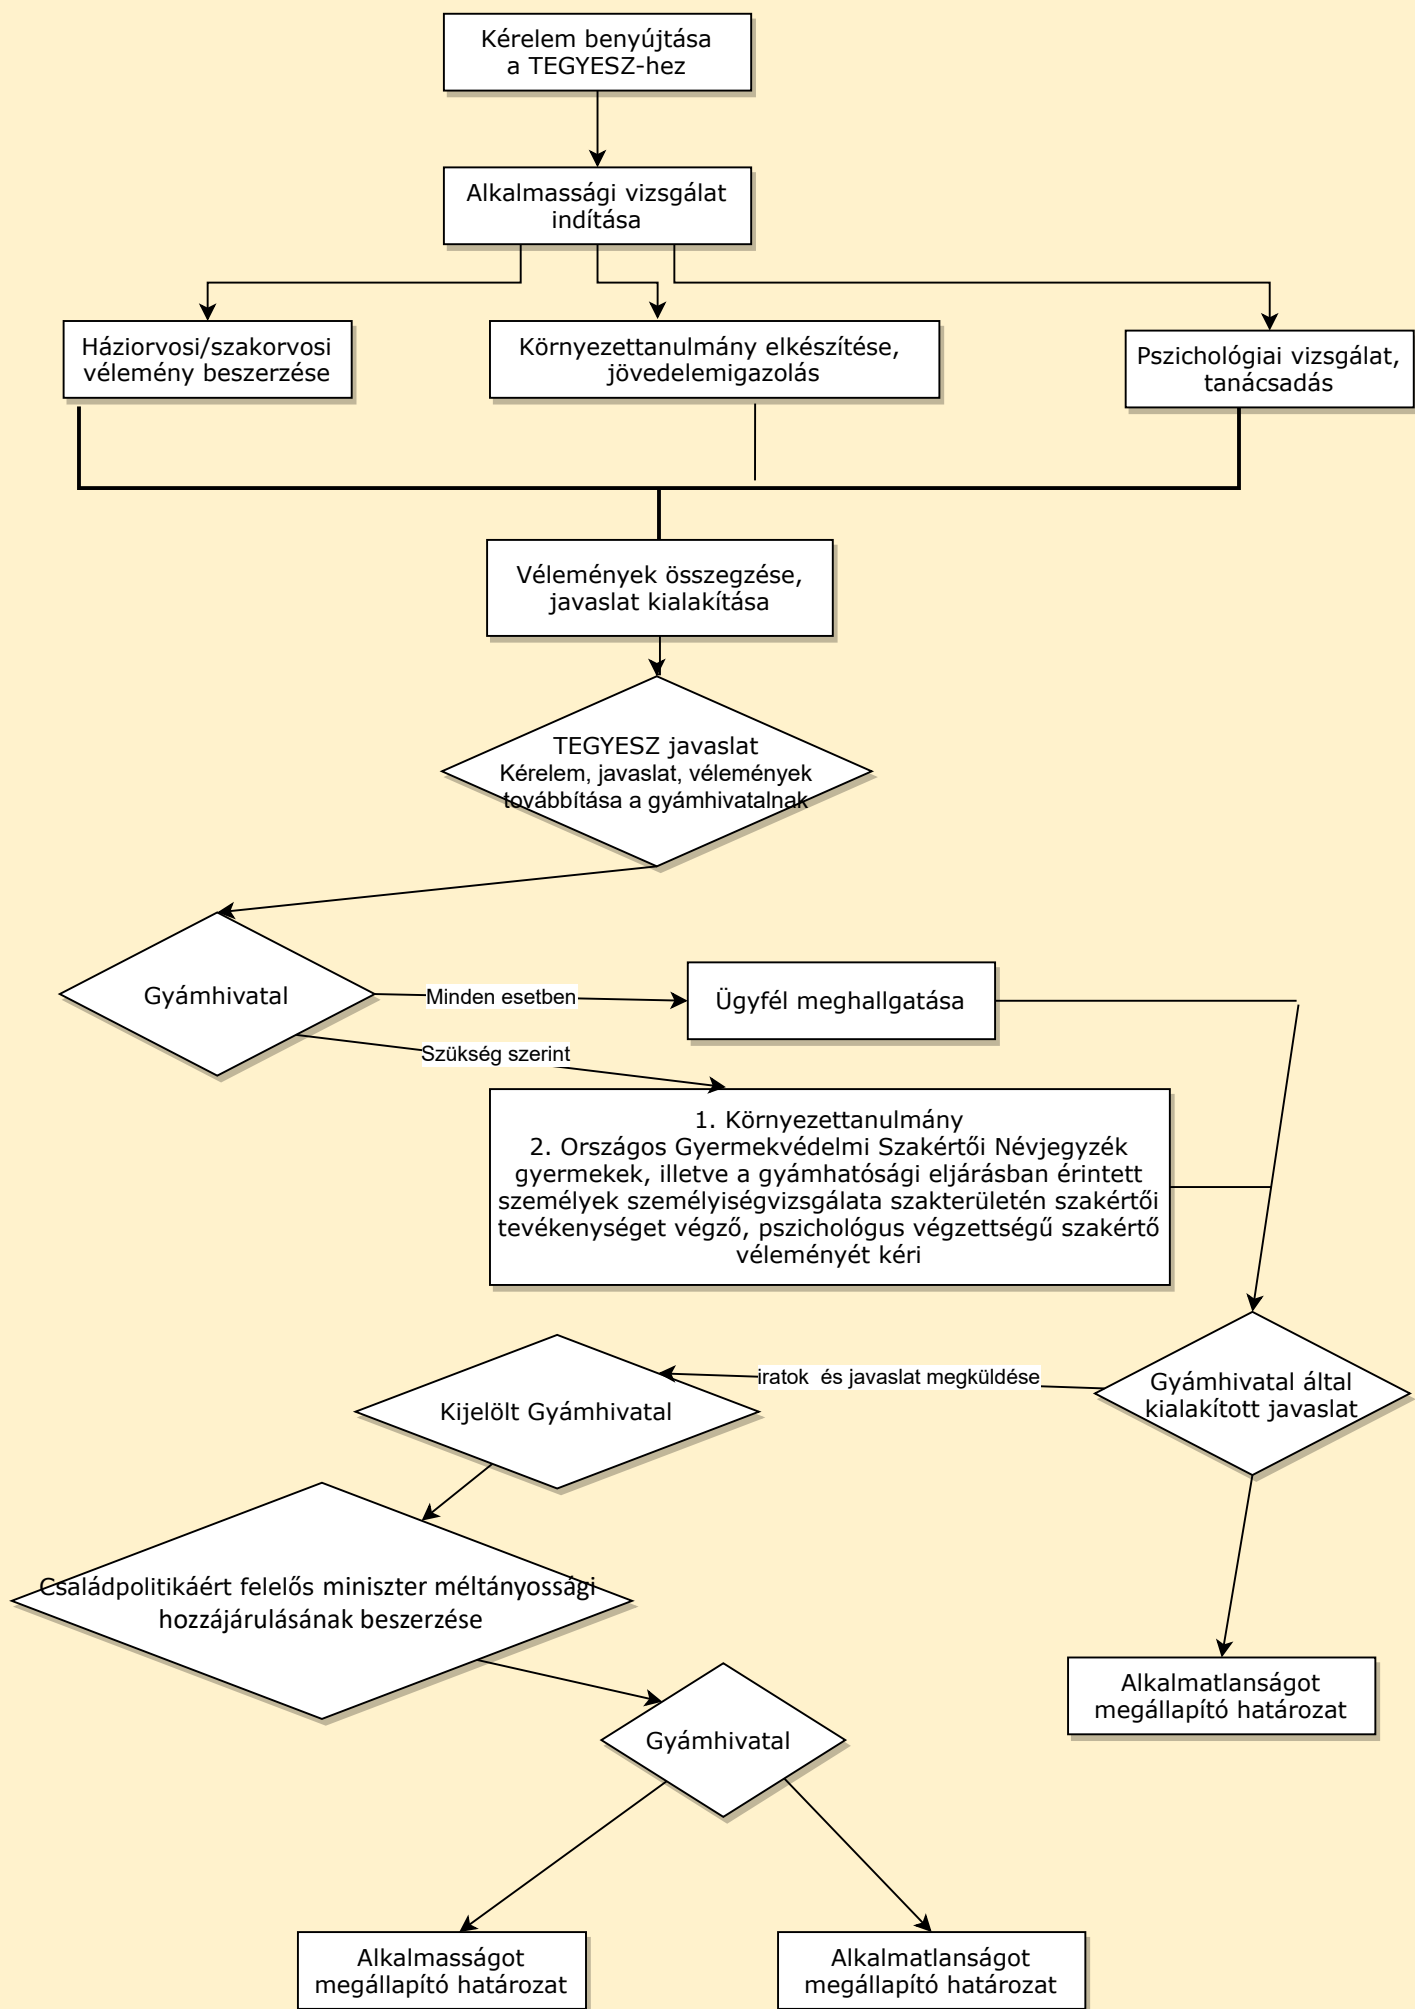 Kérelem benyújtása
a TEGYESZ-hez
Alkalmassági vizsgálat
indítása
Háziorvosi/szakorvosi
vélemény beszerzése
Környezettanulmány elkészítése,
jövedelemigazolás
Pszichológiai vizsgálat,
tanácsadás
Vélemények összegzése,
javaslat kialakítása
TEGYESZ javaslat
Kérelem, javaslat, vélemények
továbbítása a gyámhivatalnak
Gyámhivatal
Minden esetben
Ügyfél meghallgatása
Szükség szerint
1. Környezettanulmány
2. Országos Gyermekvédelmi Szakértői Névjegyzék
gyermekek, illetve a gyámhatósági eljárásban érintett
személyek személyiségvizsgálata szakterületén szakértői
tevékenységet végző, pszichológus végzettségű szakértő
véleményét kéri
iratok  és javaslat megküldése
Gyámhivatal által
kialakított javaslat
Kijelölt Gyámhivatal
Családpolitikáért felelős miniszter méltányossági
hozzájárulásának beszerzése
Alkalmatlanságot
megállapító határozat
Gyámhivatal
Alkalmasságot
megállapító határozat
Alkalmatlanságot
megállapító határozat